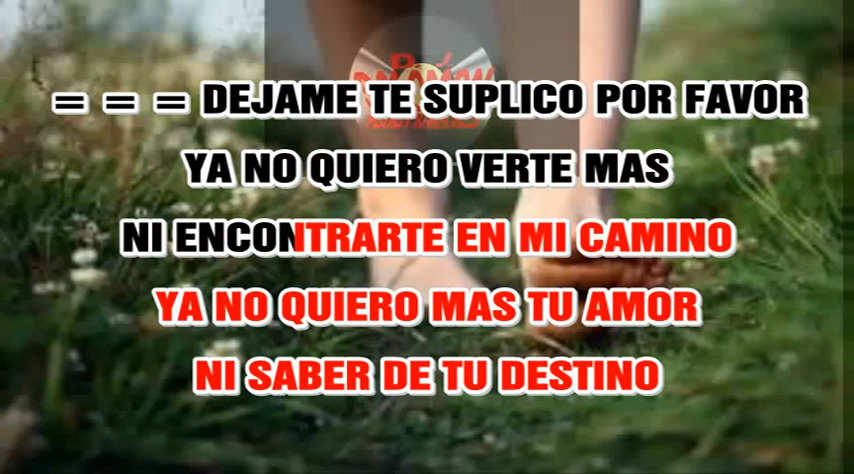 = = = DEJAME TE SUPLICO POR FAVOR
YA NO QUIERO VERTE MAS
NI ENCONTRARTE EN MI CAMINO
YA NO QUIERO MAS TU AMOR
NI SABER DE TU DESTINO